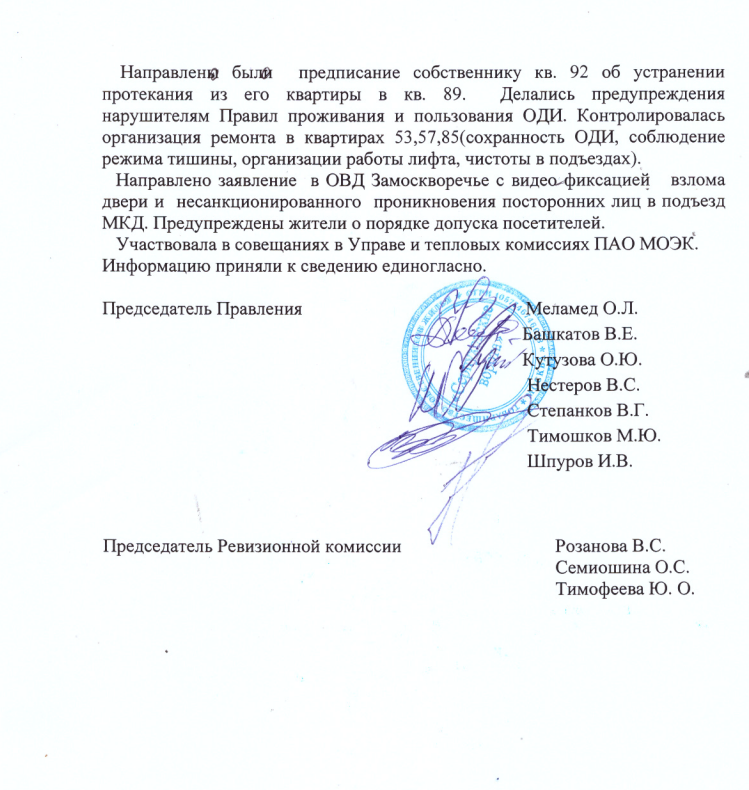 Направлено было предписание собственнику кв. 92 об устранении
протекания из его квартиры в кв. 89. Делались предупреждения
нарушителям Правил проживания и пользования ОДИ. Контролировалась
организация ремонта в квартирах 53,57,85(сохранность ОДИ, соблюдение
режима тишины, организации работы лифта, чистоты в подъездах).
Направлено заявление в ОВД Замоскворечье с видео фиксацией взлома
двери и несанкционированного проникновения посторонних лиц в подъезд
МКД. Предупреждены жители о порядке допуска посетителей.
Участвовала в совещаниях в Управе и тепловых комиссиях ПАО МОЭК.
Информацию приняли к сведению единогласно.
Председатель Правления Меламед О.Л.
Башкатов В.Е.
Кутузова О.Ю.
Нестеров В.С.
Степанков В.Г.
Тимошков М.Ю.
Шпуров И.В.
Председатель Ревизионной комиссии Розанова В.С.
Семиошина О.С.
Тимофеева Ю. О.